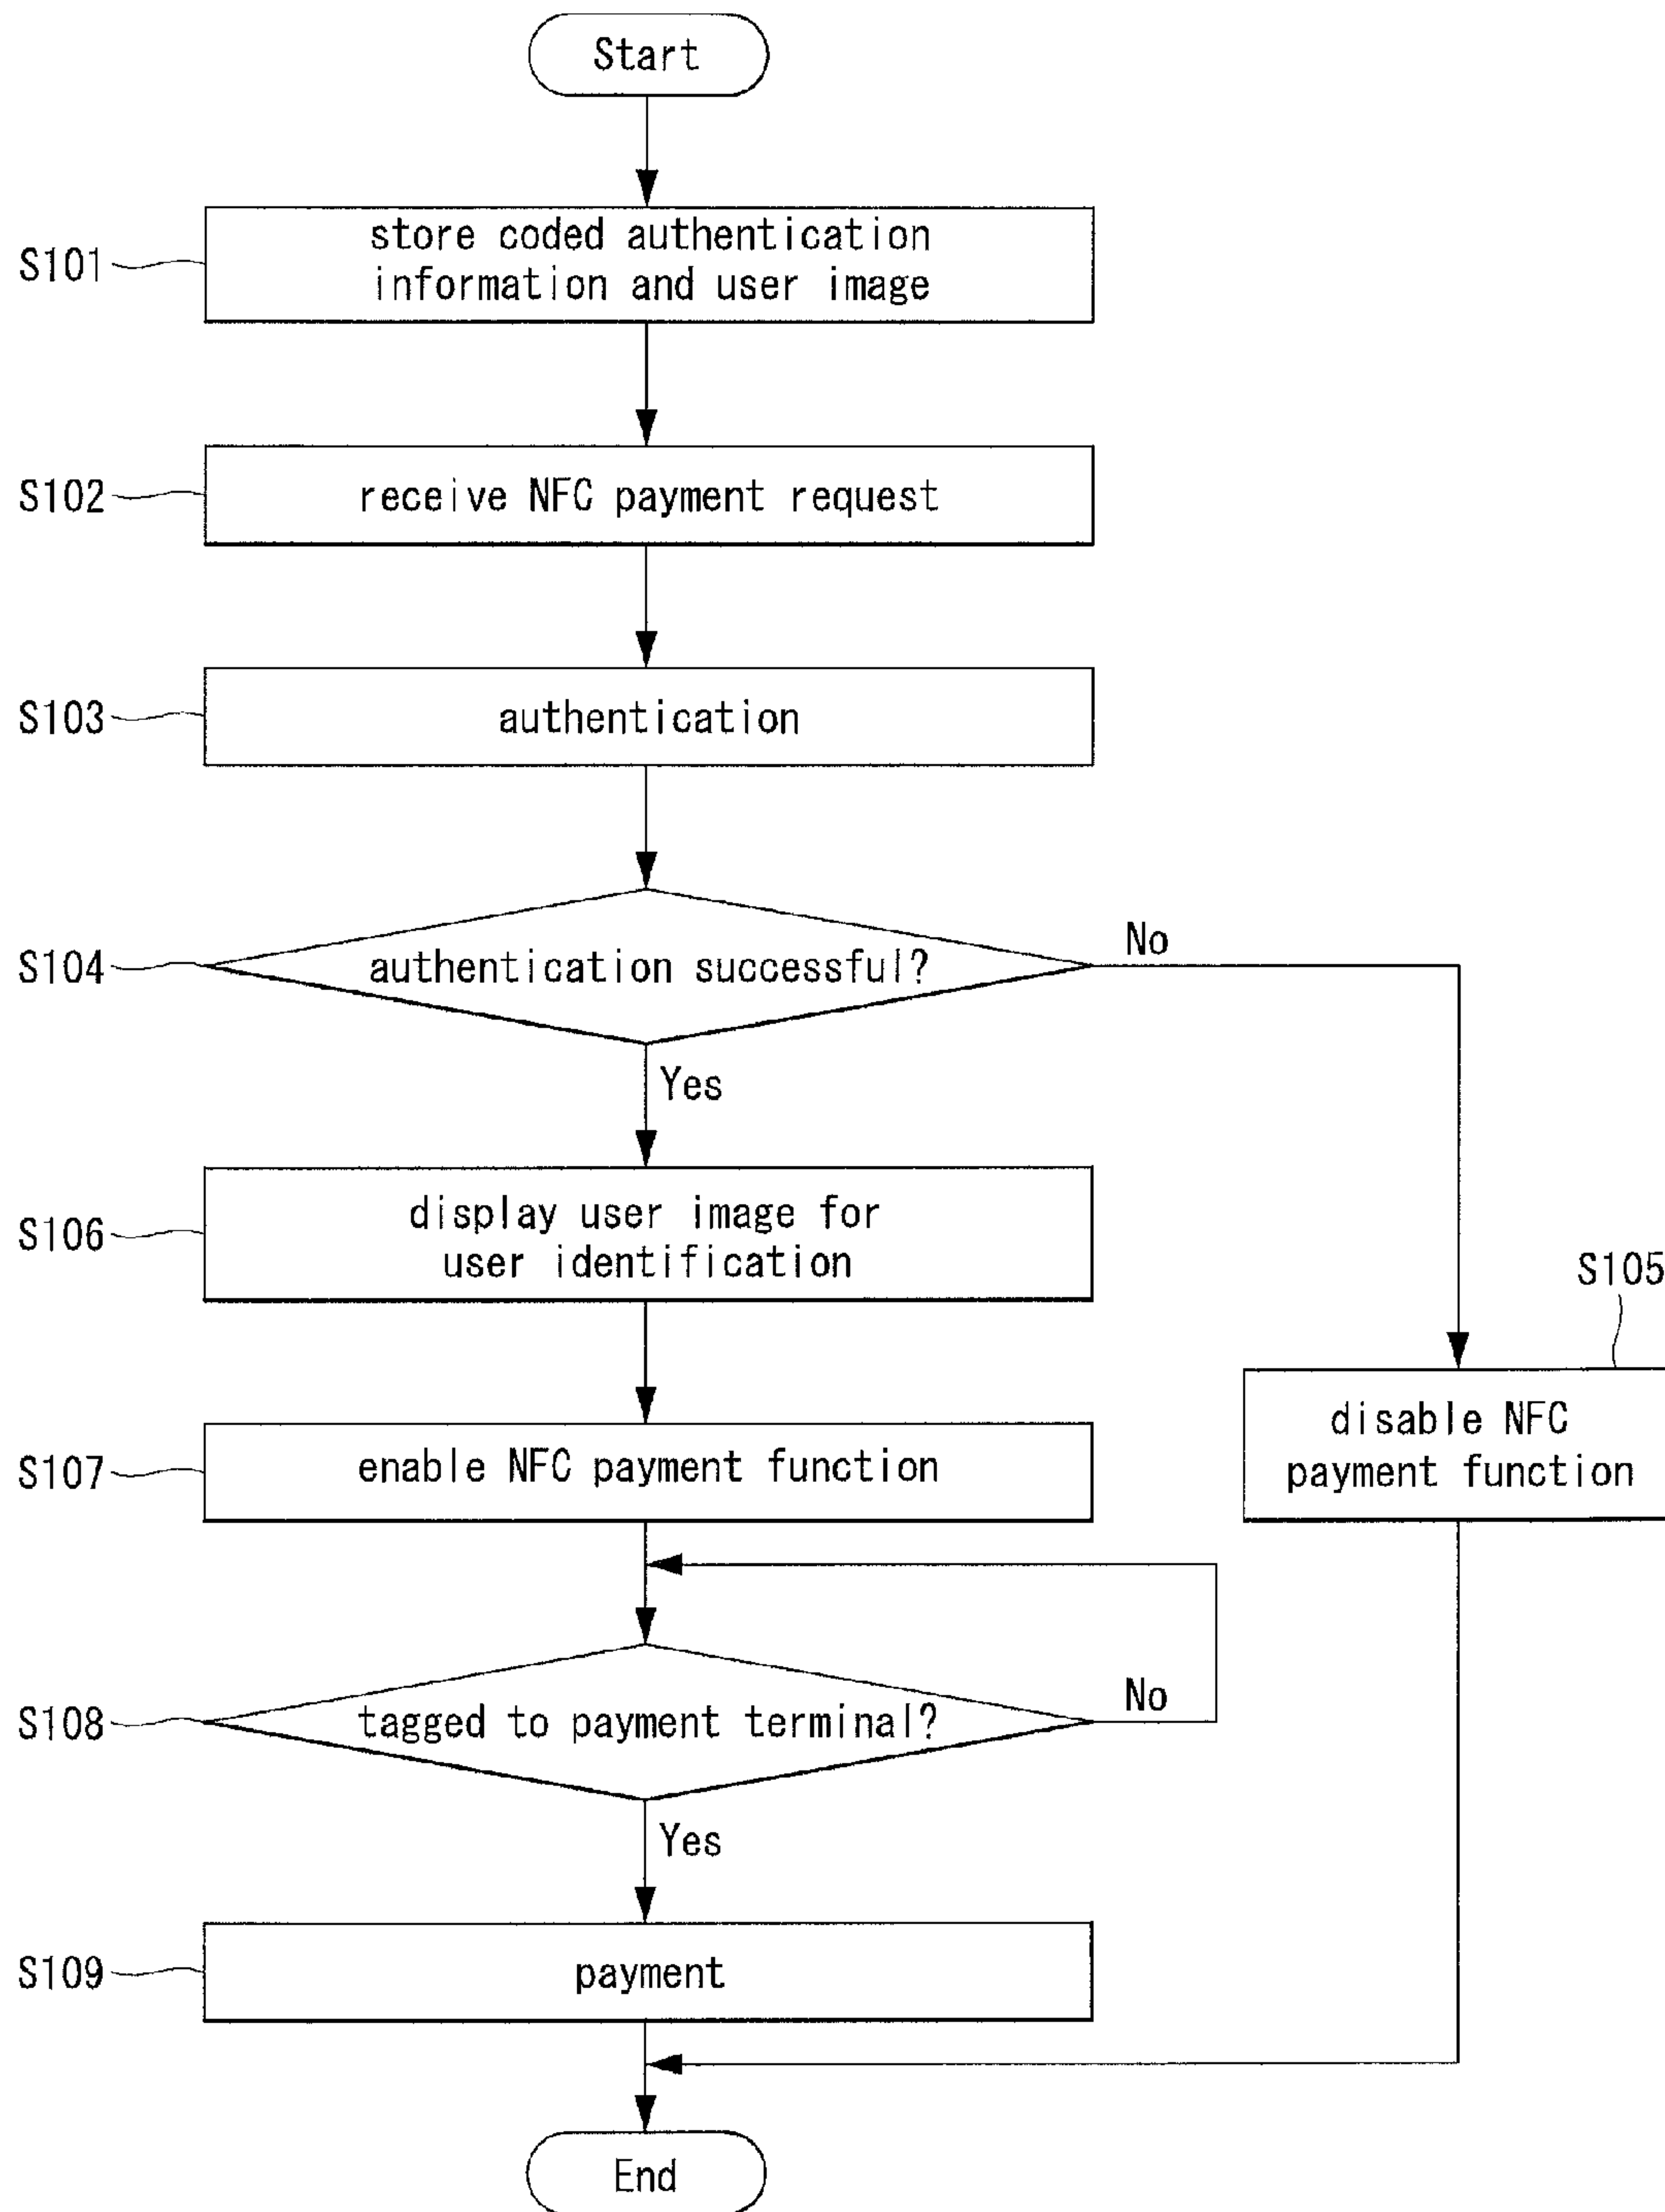 Start
S101
store coded authentication
information and user image
S102
receive NFC payment request
S103
authentication
S104
authentication successful?
No
Yes
S106
display user image for
user identification
S105
disable NFC
payment function
S107
enable NFC payment function
S108
tagged to payment terminal?
No
Yes
S109
payment
End